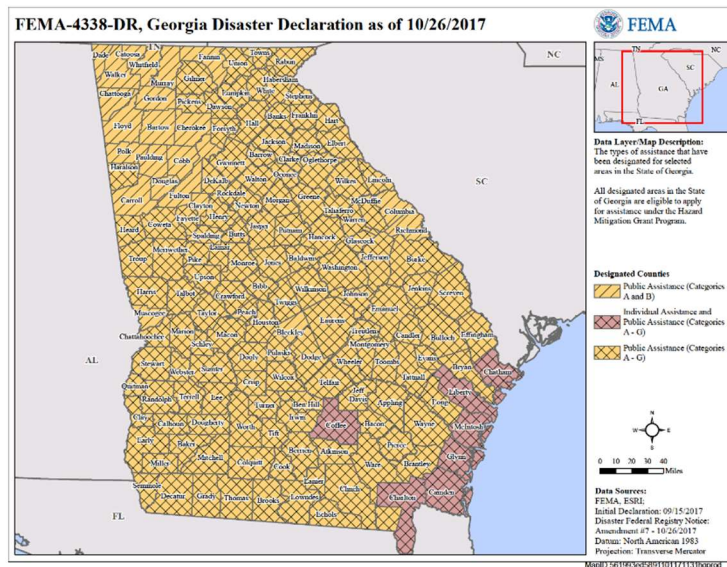 FEMA-4338-DR, Georgia Disaster Declaration as of 10/26/2017
FEMA
TN
NC
MS
TN
NC
SC
AL
GA
FL
Data Layer/Map Description:
The types of assistance that have
been designated for selected
areas in the State of Georgia.
All designated areas in the State
of Georgia are eligible to apply
for assistance under the Hazard
Mitigation Grant Program.
Designated Counties
Public Assistance (Categories
A and B)
Individual Assistance and
Public Assistance (Categories
A - G)
Public Assistance (Categories
A - G)
N
W E
S
0 10 20 30 40
Miles
Data Sources:
FEMA, ESRI;
Initial Declaration: 09/15/2017
Disaster Federal Registry Notice:
Amendment #7 - 10/26/2017
Datum: North American 1983
Projection: Transverse Mercator
MapID 561993ed5891101171131hqprod
SC
AL
FL
Dade Catoosa Fannin Towns Rabun
Whitfield Union
Walker Murray Gilmer Habersham
Chattooga Lumpkin White Stephens
Gordon Pickens Dawson
Banks Franklin Hart
Floyd Bartow Cherokee Forsyth Hall
Jackson Madison Elbert
Polk Paulding Cobb Gwinnett Barrow Clarke Oglethorpe
Haralson
Douglas DeKalb Walton Oconee Wilkes Lincoln
Fulton Rockdale
Carroll Clayton Newton Morgan Greene McDuffie
Fayette Henry Taliaferro Columbia
Heard Coweta Spalding Butts Jasper Putnam Warren
Hancock Richmond
Meriwether Lamar Glascock
Troup Pike Monroe Jones Baldwin Jefferson Burke
Upson Washington
Harris Talbot Crawford Bibb Wilkinson Jenkins
Twiggs Johnson Screven
Muscogee Taylor Peach Emanuel
Houston
Chattahoochee Marion Macon Bleckley Laurens Treutlen Candler Bulloch Effingham
Schley Montgomery
Stewart Dooly Pulaski Dodge Evans
Webster Sumter Wheeler Toombs Bryan Chatham
Quitman Crisp Wilcox Telfair Tattnall
Randolph Terrell Lee Jeff Liberty
Turner Ben Hill Davis Appling Long
Clay Irwin
Calhoun Dougherty Worth Coffee Bacon Wayne McIntosh
Early Tift
Baker Berrien Atkinson Pierce
Mitchell Colquitt Cook Ware Brantley Glynn
Miller Lanier
Seminole Clinch
Decatur Grady Thomas Brooks Lowndes Charlton Camden
Echols